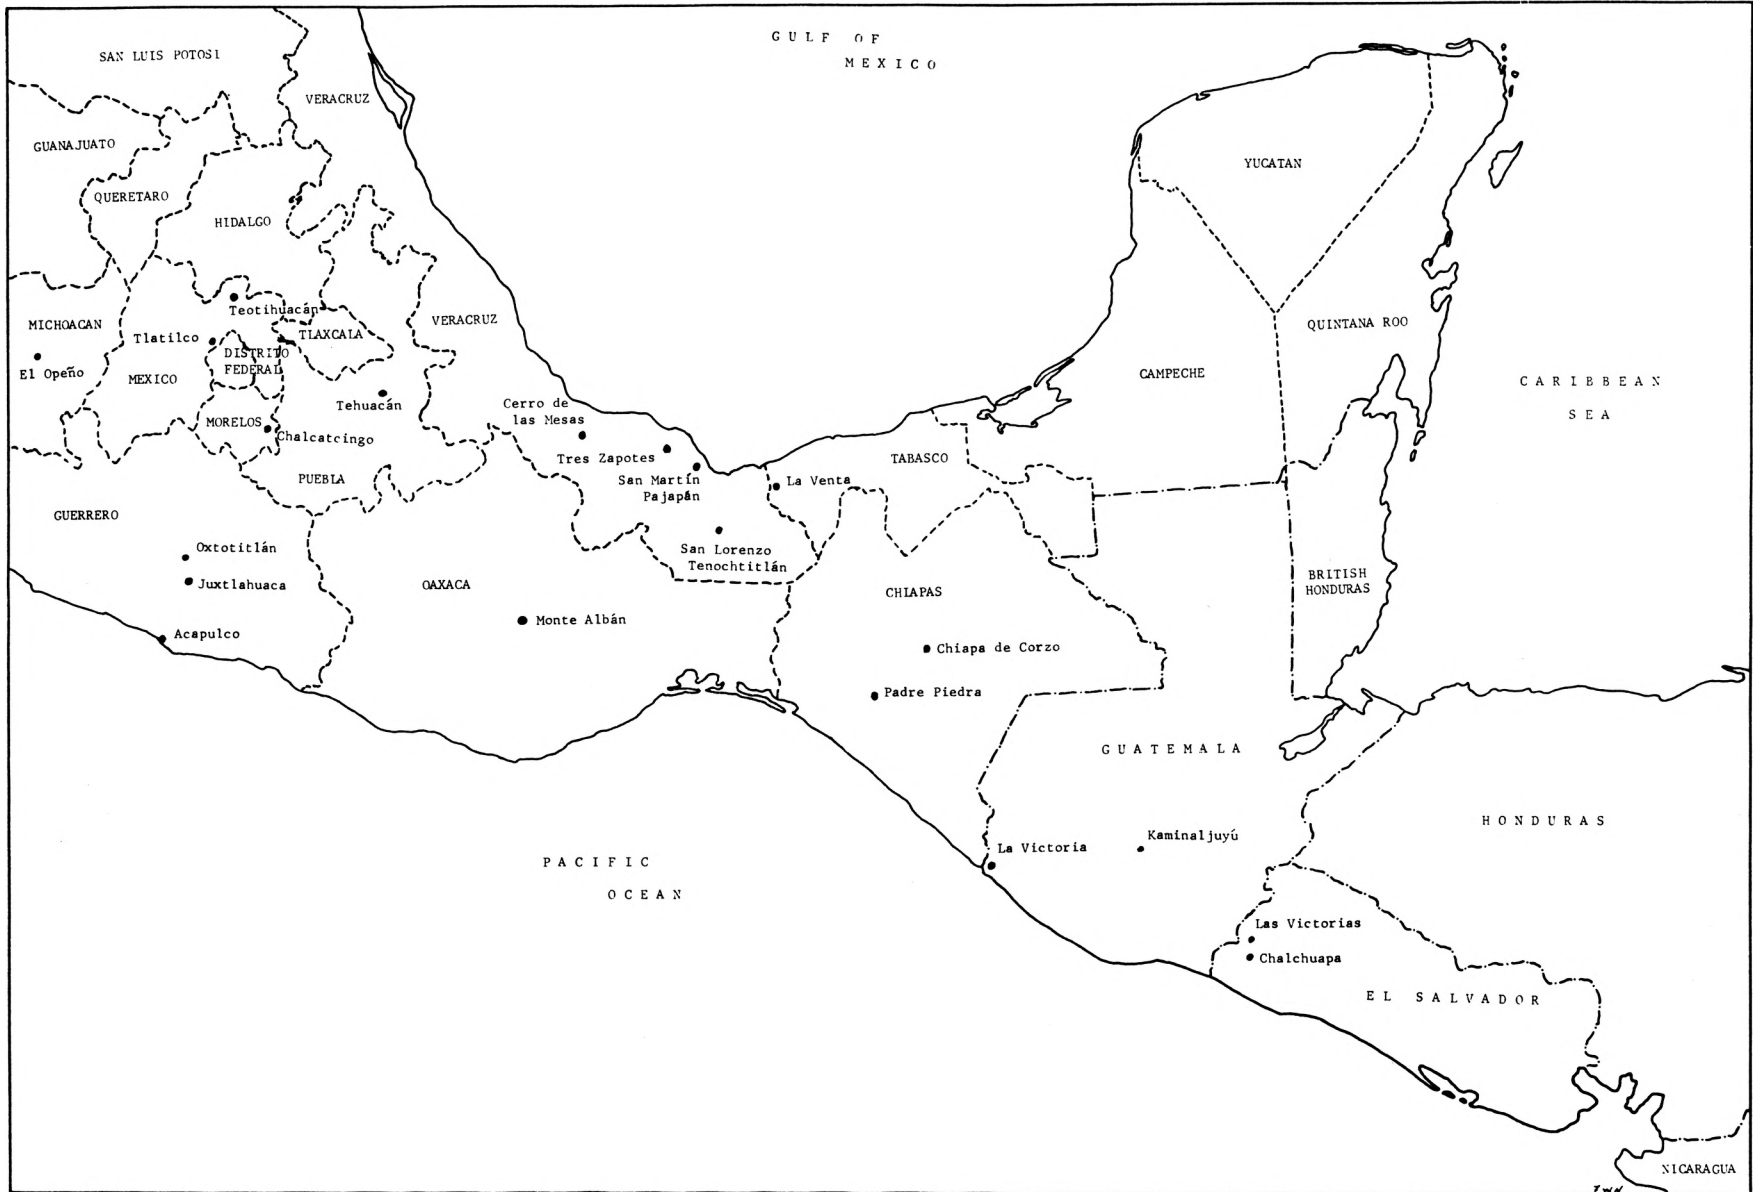 GULF OF
MEXICO
SAN LUIS POTOSI
VERACRUZ
GUANAJUATO
QUERETARO
HIDALGO
YUCATAN
MICHOACAN
El Opeño
Teotihuacán
Tlatilco
TLAXCALA
DISTRITO
FEDERAL
MEXICO
VERACRUZ
QUINTANA ROO
CAMPECHE
CARIBBEAN
SEA
Tehuacán
MORELOS
Chalcatcingo
PUEBLA
Cerro de
las Mesas
Tres Zapotes
San Martín
Pajapán
La Venta
TABASCO
San Lorenzo
Tenochtitlán
GUERRERO
Oxtotitlán
Juxtlahuaca
Acapulco
OAXACA
Monte Albán
CHIAPAS
Chiapa de Corzo
Padre Piedra
BRITISH
HONDURAS
GUATEMALA
HONDURAS
La Victoria
Kaminaljuyú
PACIFIC
OCEAN
Las Victorias
Chalchuapa
EL SALVADOR
NICARAGUA